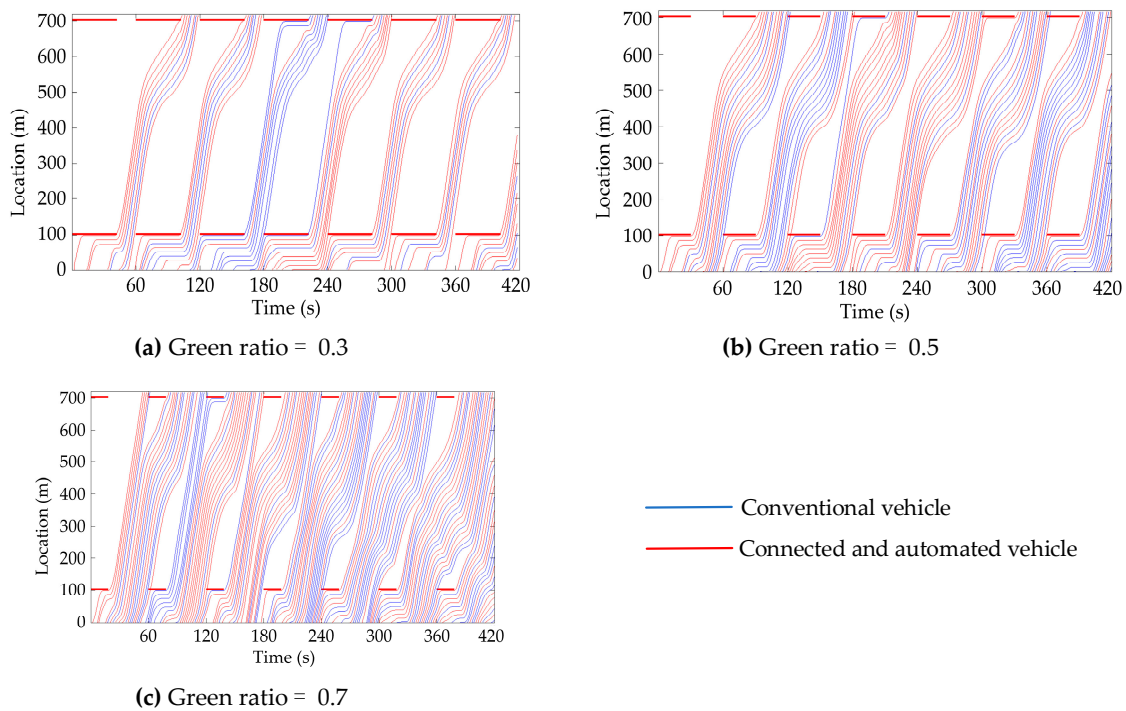 700
600
500
400
300
200
100
0
Location (m)
60 120 180 240 300 360 420
Time (s)
(a) Green ratio = 0.3
700
600
500
400
300
200
100
0
Location (m)
60 120 180 240 300 360 420
Time (s)
(b) Green ratio = 0.5
700
600
500
400
300
200
100
0
Location (m)
60 120 180 240 300 360 420
Time (s)
(c) Green ratio = 0.7
Conventional vehicle
Connected and automated vehicle